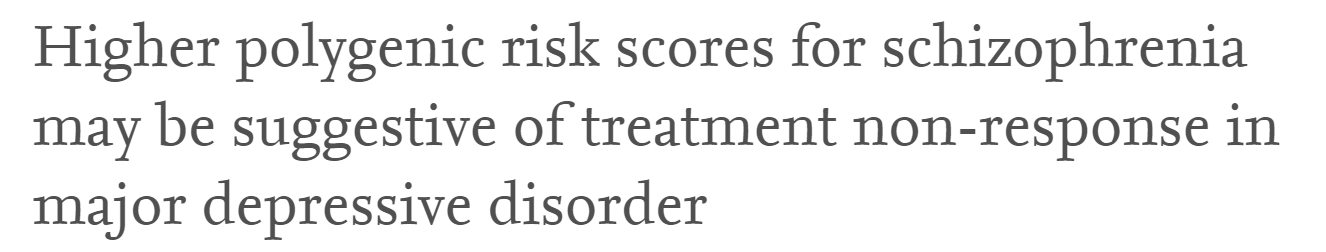 Higher polygenic risk scores for schizophrenia
may be suggestive of treatment non-response in
major depressive disorder